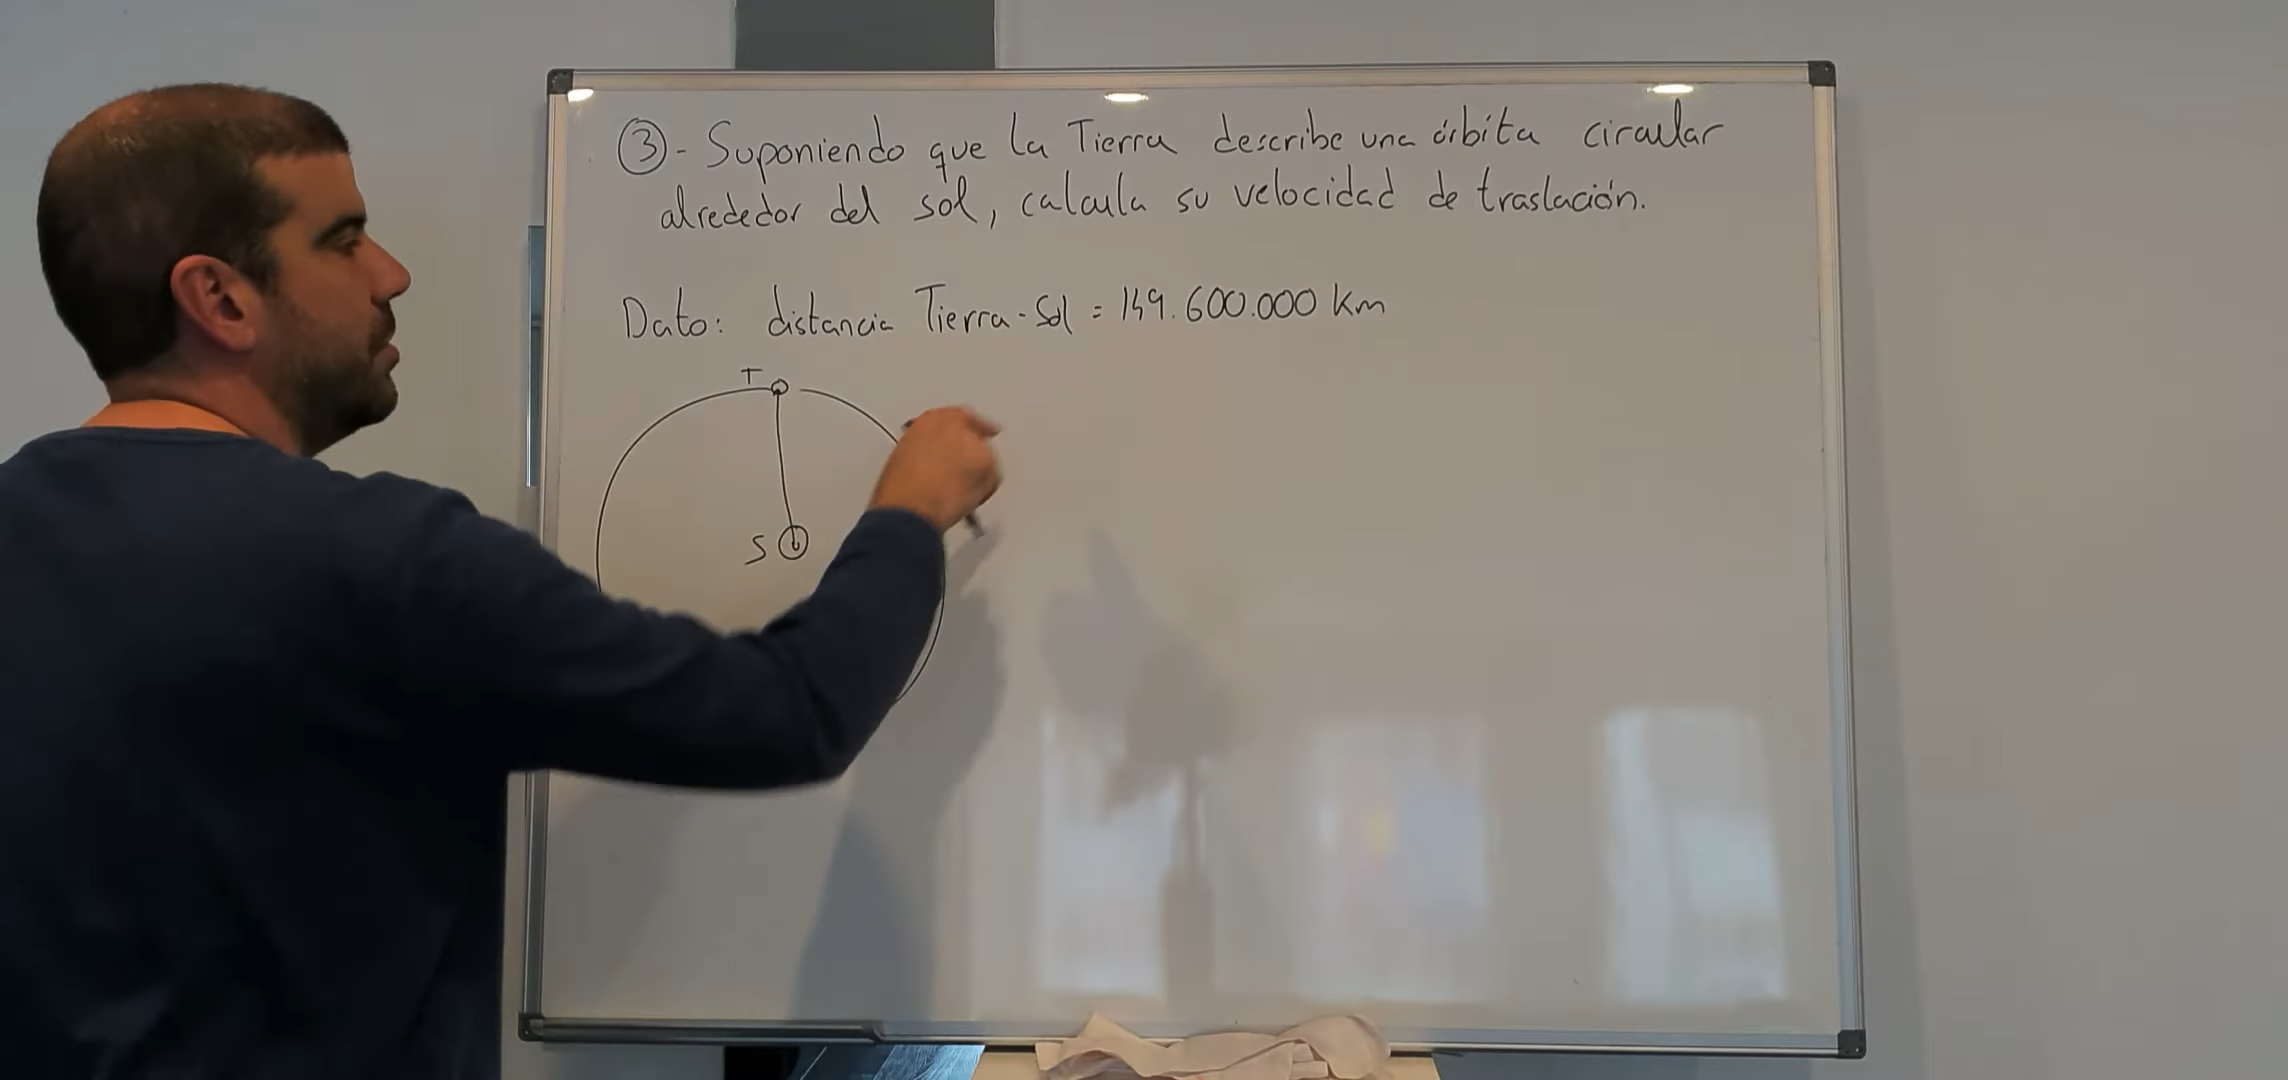 ③- Suponiendo que la Tierra describe una órbita circular
alrededor del sol, calcula su velocidad de traslación.
Dato: distancia Tierra-Sol = 149.600.000 km
T
S